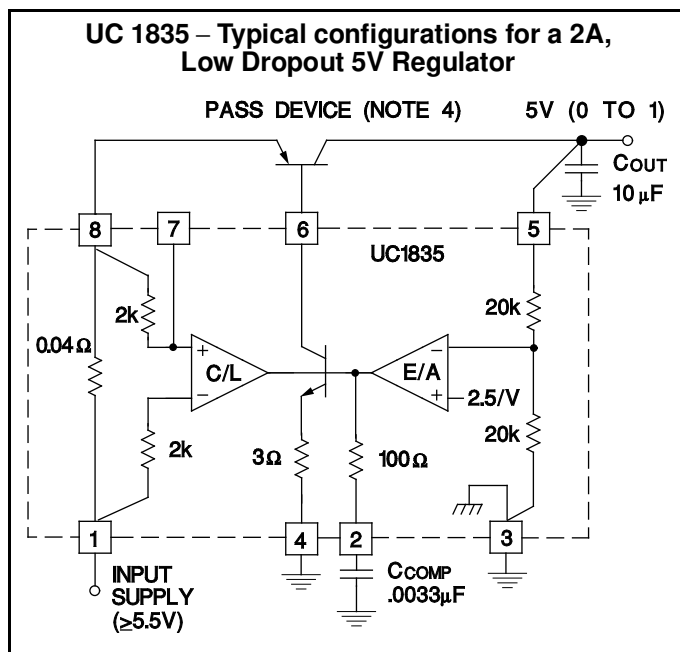 UC 1835 – Typical configurations for a 2A,
Low Dropout 5V Regulator
PASS DEVICE (NOTE 4)
5V (0 TO 1)
COUT
10 µF
8
7
6
5
UC1835
2k
20k
0.04Ω
+
C/L
–
–
E/A
+
2.5/V
2k
3Ω
100Ω
20k
1
4
2
3
INPUT
SUPPLY
(≥5.5V)
CCOMP
.0033µF